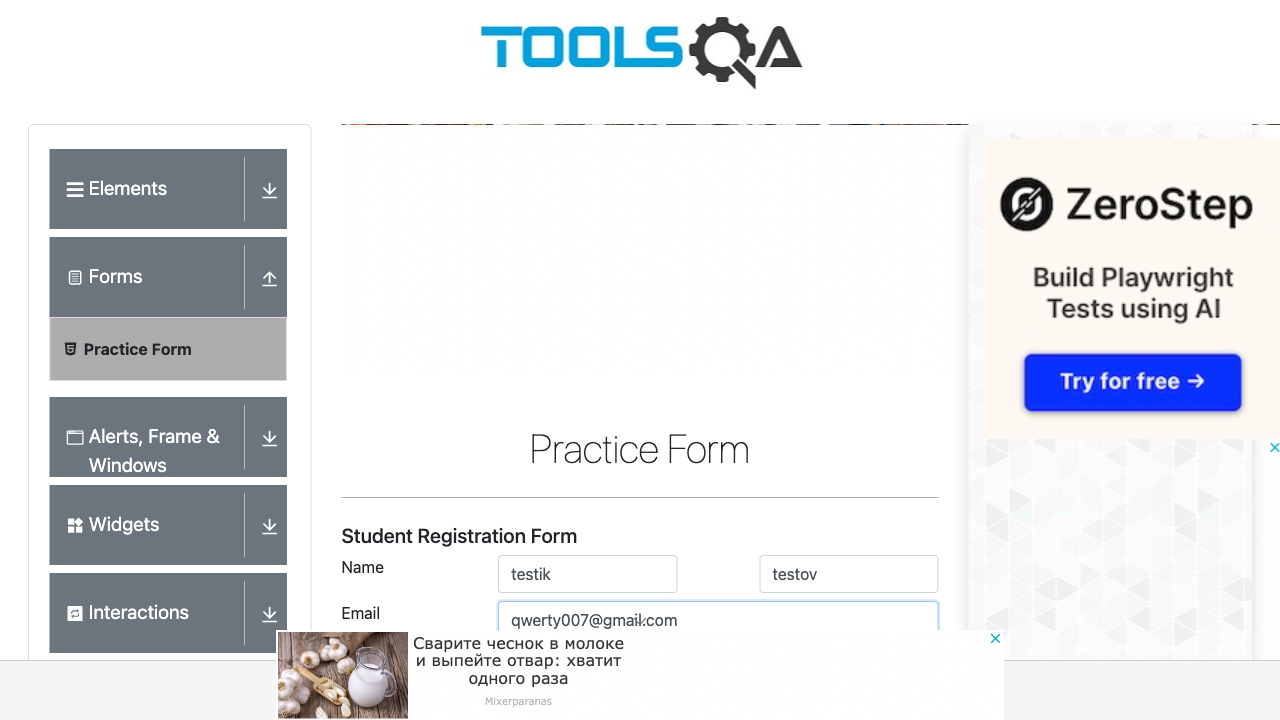 TOOLSQA
Elements
Forms
Practice Form
Alerts, Frame &
Windows
Widgets
Interactions
Practice Form
Student Registration Form
Name
testik
testov
Email
qwerty007@gmail.com
ZeroStep
Build Playwright
Tests using AI
Try for free →
Сварите чеснок в молоке
и выпейте отвар: хватит
одного раза
Mixerparanas